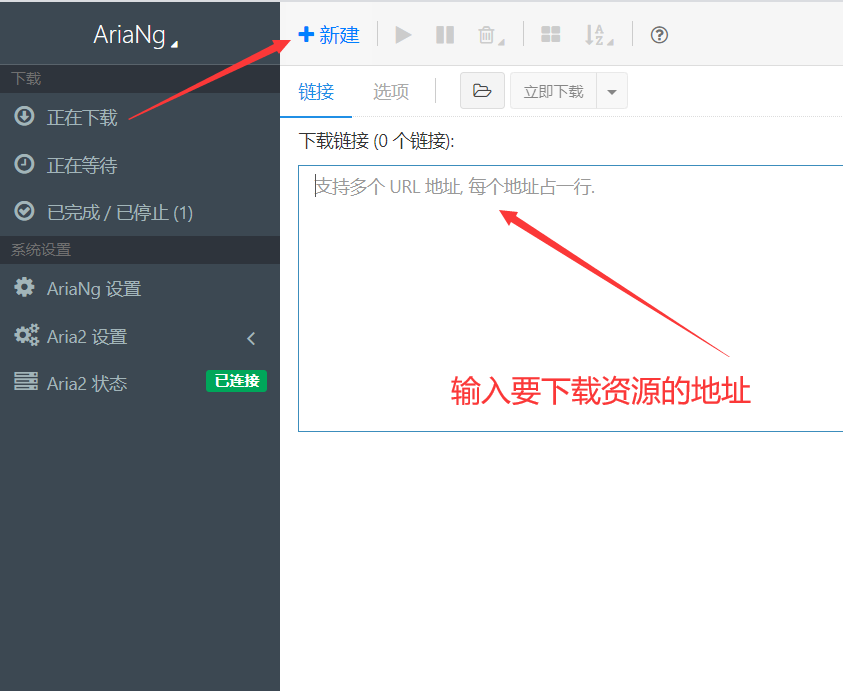 AriaNg
下载
正在下载
正在等待
已完成 / 已停止 (1)
系统设置
AriaNg 设置
Aria2 设置
Aria2 状态
已连接
新建
链接
选项
立即下载
下载链接 (0 个链接):
支持多个 URL 地址, 每个地址占一行.
输入要下载资源的地址